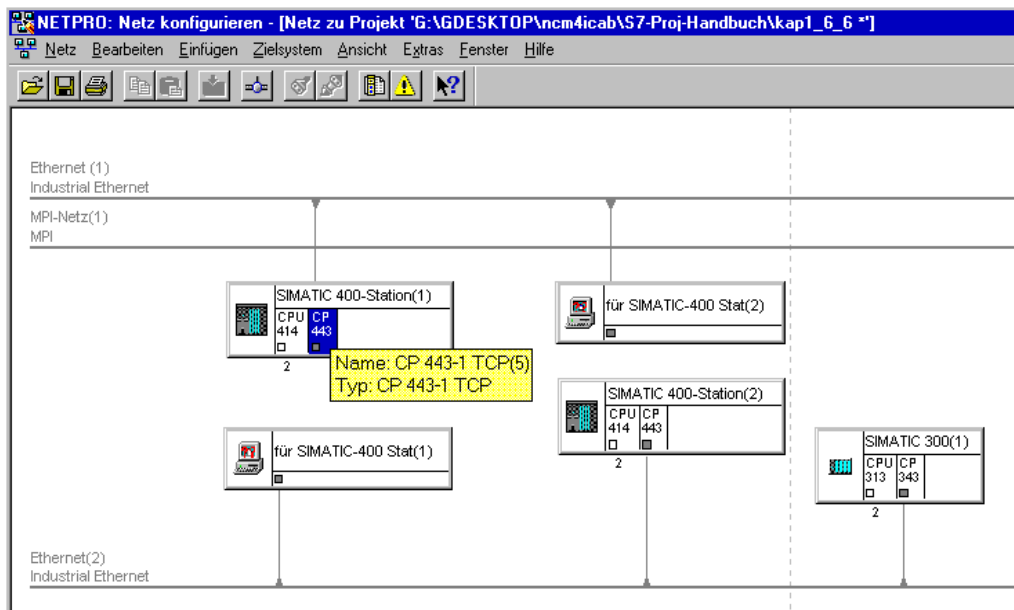 NETPRO: Netz konfigurieren - [Netz zu Projekt 'G:\GDESKTOP\ncm4icab\S7-Proj-Handbuch\kap1_6_6 *']
Netz Bearbeiten Einfügen Zielsystem Ansicht Extras Fenster Hilfe
Ethernet (1)
Industrial Ethernet
MPI-Netz(1)
MPI
SIMATIC 400-Station(1)
CPU CP
414 443
2
Name: CP 443-1 TCP(5)
Typ: CP 443-1 TCP
für SIMATIC-400 Stat(2)
SIMATIC 400-Station(2)
CPU CP
414 443
2
für SIMATIC-400 Stat(1)
SIMATIC 300(1)
CPU CP
313 343
2
Ethernet(2)
Industrial Ethernet